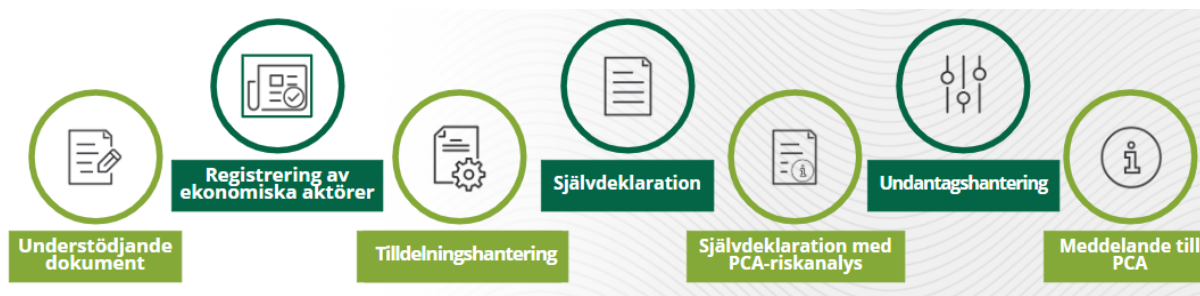 Understödjande
dokument
Registrering av
ekonomiska aktörer
Tilldelningshantering
Självdeklaration
Självdeklaration med
PCA-riskanalys
Undantagshantering
Meddelande till
PCA